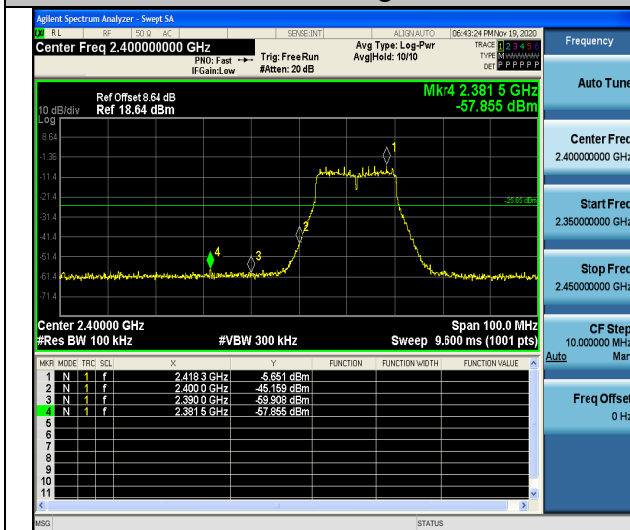 Agilent Spectrum Analyzer - Swept SA
RL RF 50 Ω AC SENSE:INT ALIGNAUTO 06:43:24 PM Nov 19, 2020
Center Freq 2.400000000 GHz
PNO: Fast
IFGain:Low
Trig: Free Run
#Atten: 20 dB
Avg Type: Log-Pwr
Avg|Hold: 10/10
TRACE 1 2 3 4 5 6
TYPE M
DET P P P P P P
Mkr4 2.381 5 GHz
-57.855 dBm
Ref Offset 8.64 dB
10 dB/div Ref 18.64 dBm
Log
8.64
-1.36
-11.4
-21.4
-31.4
-41.4
-51.4
-61.4
-71.4
1
2
3
4
-25.65 dBm
Center 2.40000 GHz Span 100.0 MHz
#Res BW 100 kHz #VBW 300 kHz Sweep 9.600 ms (1001 pts)
MKR MODE TRC SCL X Y FUNCTION FUNCTION WIDTH FUNCTION VALUE
1 N 1 f 2.418 3 GHz -5.651 dBm
2 N 1 f 2.400 0 GHz -45.159 dBm
3 N 1 f 2.390 0 GHz -59.908 dBm
4 N 1 f 2.381 5 GHz -57.855 dBm
5
6
7
8
9
10
11
MSG STATUS
Frequency
Auto Tune
Center Freq
2.400000000 GHz
Start Freq
2.350000000 GHz
Stop Freq
2.450000000 GHz
CF Step
10.000000 MHz
Auto Man
Freq Offset
0 Hz